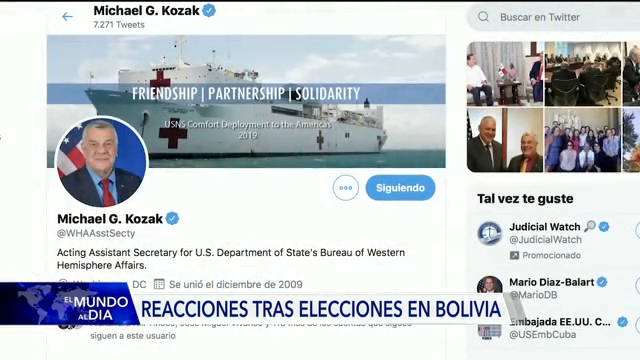 Michael G. Kozak
7.271 Tweets
Buscar en Twitter
FRIENDSHIP | PARTNERSHIP | SOLIDARITY
USNS Comfort Deployment to the Americas
2019
Siguiendo
Michael G. Kozak
@WHAAsstSecty
Acting Assistant Secretary for U.S. Department of State's Bureau of Western
Hemisphere Affairs.
DC Se unió el diciembre de 2009
siguen a este usuario
Tal vez te guste
Judicial Watch
@JudicialWatch
Promocionado
Mario Diaz-Balart
@MarioDB
Embajada EE.UU. C...
@USEmbCuba
EL MUNDO AL DÍA
REACCIONES TRAS ELECCIONES EN BOLIVIA